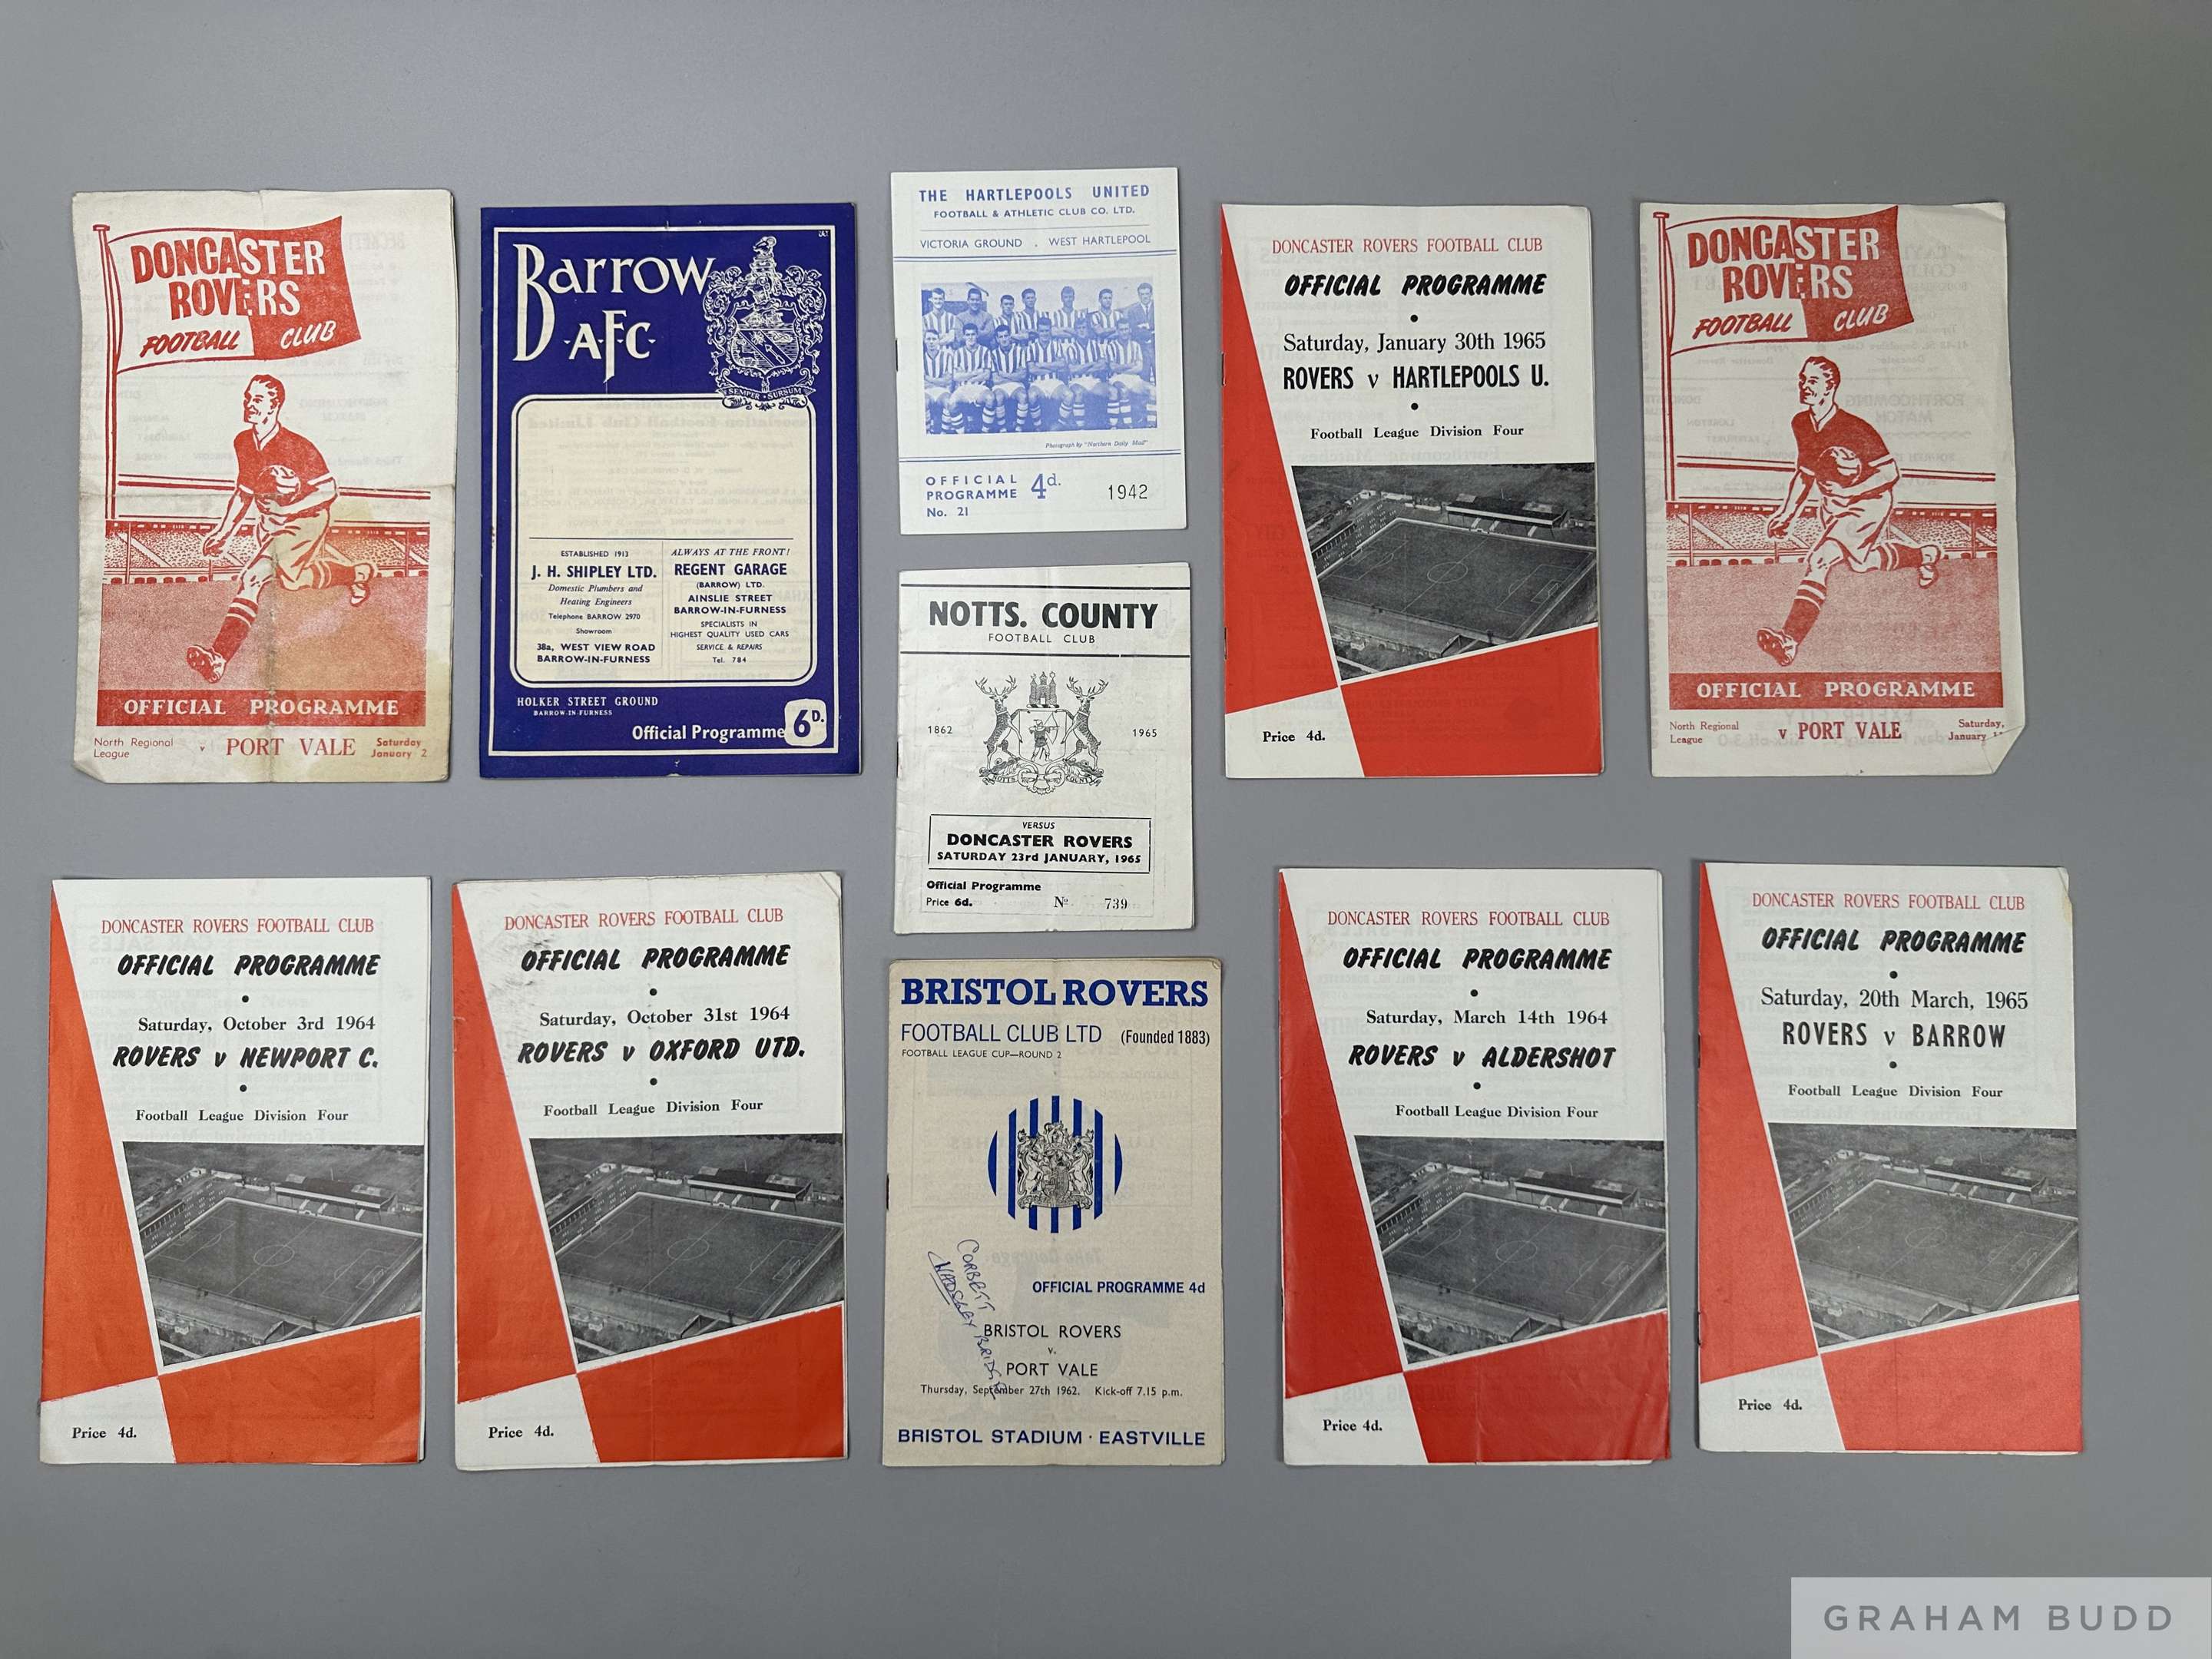 DONCASTER
ROVERS
FOOTBALL CLUB
OFFICIAL PROGRAMME
North Regional League v PORT VALE Saturday January 2
Barrow
A.F.C.
SEMPER SURSUM
ESTABLISHED 1913
J. H. SHIPLEY LTD.
Domestic Plumbers and
Heating Engineers
Telephone BARROW 2970
Showroom
38a, WEST VIEW ROAD
BARROW-IN-FURNESS
ALWAYS AT THE FRONT!
REGENT GARAGE
(BARROW) LTD.
AINSLIE STREET
BARROW-IN-FURNESS
SPECIALISTS IN
HIGHEST QUALITY USED CARS
SERVICE & REPAIRS
Tel. 784
HOLKER STREET GROUND
BARROW-IN-FURNESS
Official Programme 6D.
THE HARTLEPOOLS UNITED
FOOTBALL & ATHLETIC CLUB CO. LTD.
VICTORIA GROUND . WEST HARTLEPOOL
Photograph by "Northern Daily Mail"
OFFICIAL
PROGRAMME 4d.
No. 21
1942
NOTTS. COUNTY
FOOTBALL CLUB
1862 1965
NOTTS COUNTY
VERSUS
DONCASTER ROVERS
SATURDAY 23rd JANUARY, 1965
Official Programme
Price 6d. No 739
DONCASTER ROVERS FOOTBALL CLUB
OFFICIAL PROGRAMME
Saturday, January 30th 1965
ROVERS v HARTLEPOOLS U.
Football League Division Four
Price 4d.
DONCASTER
ROVERS
FOOTBALL CLUB
OFFICIAL PROGRAMME
North Regional League v PORT VALE Saturday, January
DONCASTER ROVERS FOOTBALL CLUB
OFFICIAL PROGRAMME
Saturday, October 3rd 1964
ROVERS v NEWPORT C.
Football League Division Four
Price 4d.
DONCASTER ROVERS FOOTBALL CLUB
OFFICIAL PROGRAMME
Saturday, October 31st 1964
ROVERS v OXFORD UTD.
Football League Division Four
Price 4d.
BRISTOL ROVERS
FOOTBALL CLUB LTD (Founded 1883)
FOOTBALL LEAGUE CUP—ROUND 2
CORBETT
WADSLEY BRIDGE
OFFICIAL PROGRAMME 4d
BRISTOL ROVERS
v.
PORT VALE
Thursday, September 27th 1962. Kick-off 7.15 p.m.
BRISTOL STADIUM · EASTVILLE
DONCASTER ROVERS FOOTBALL CLUB
OFFICIAL PROGRAMME
Saturday, March 14th 1964
ROVERS v ALDERSHOT
Football League Division Four
Price 4d.
DONCASTER ROVERS FOOTBALL CLUB
OFFICIAL PROGRAMME
Saturday, 20th March, 1965
ROVERS v BARROW
Football League Division Four
Price 4d.
GRAHAM BUDD